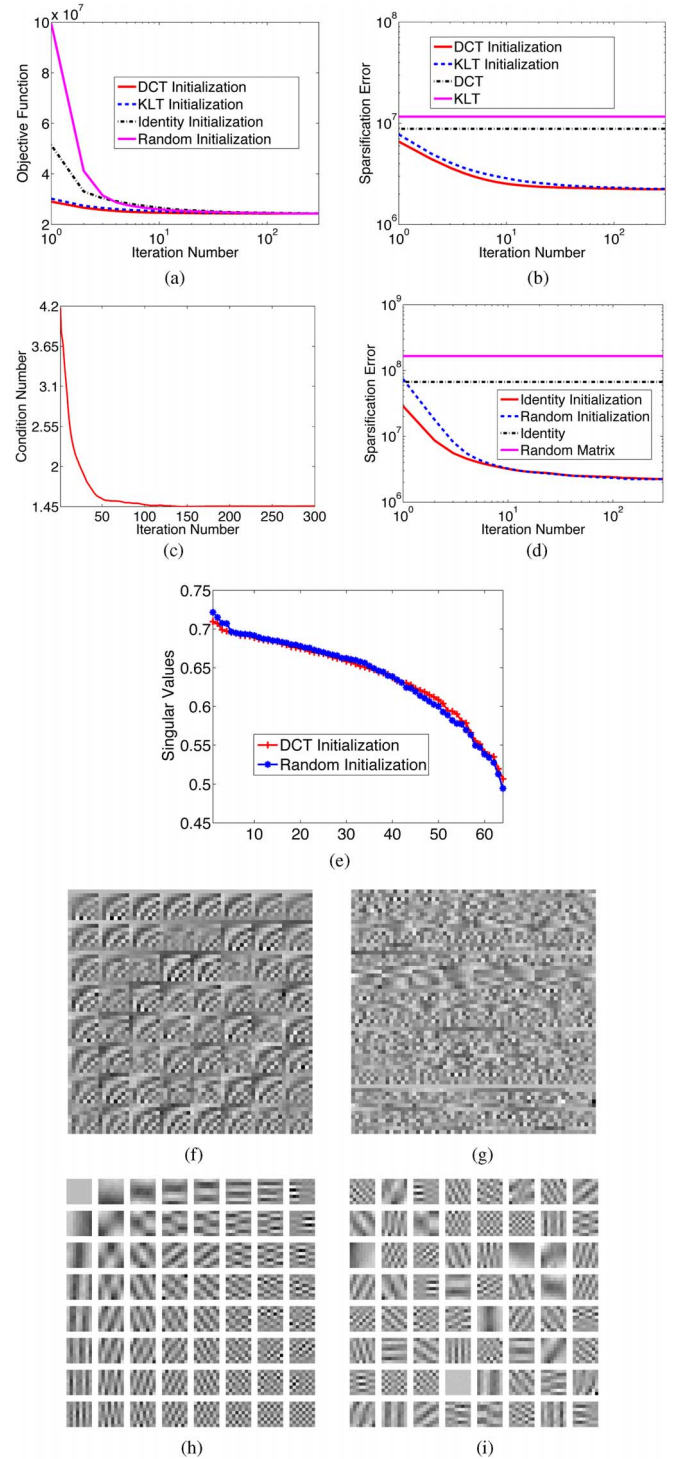 10 x 10^7
8
6
4
2
10^0
10^1
10^2
Objective Function
Iteration Number
DCT Initialization
KLT Initialization
Identity Initialization
Random Initialization
(a)
10^8
10^7
10^6
10^0
10^1
10^2
Sparsification Error
Iteration Number
DCT Initialization
KLT Initialization
DCT
KLT
(b)
4.2
3.65
3.1
2.55
2
1.45
50
100
150
200
250
300
Condition Number
Iteration Number
(c)
10^9
10^8
10^7
10^6
10^0
10^1
10^2
Sparsification Error
Iteration Number
Identity Initialization
Random Initialization
Identity
Random Matrix
(d)
0.75
0.7
0.65
0.6
0.55
0.5
0.45
10
20
30
40
50
60
Singular Values
DCT Initialization
Random Initialization
(e)
(f)
(g)
(h)
(i)